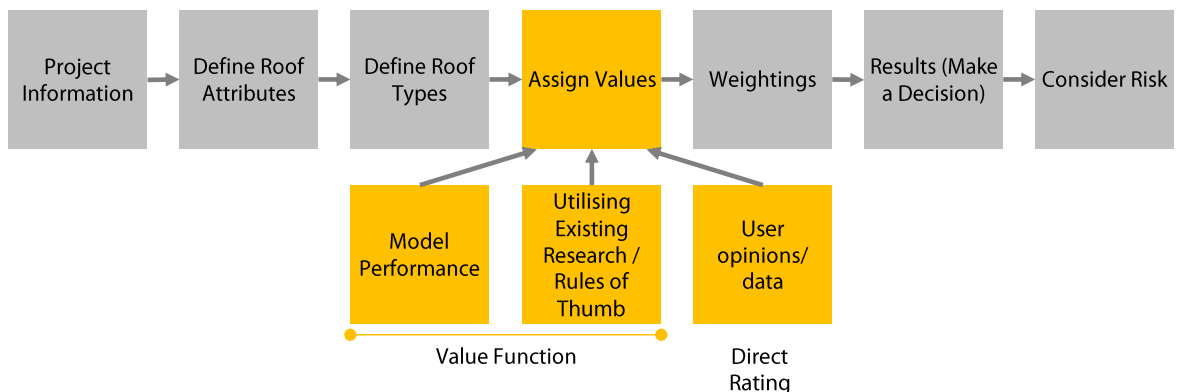 Project
Information
Define Roof
Attributes
Define Roof
Types
Assign Values
Weightings
Results (Make
a Decision)
Consider Risk
Model
Performance
Utilising
Existing
Research /
Rules of
Thumb
User
opinions/
data
Value Function
Direct
Rating